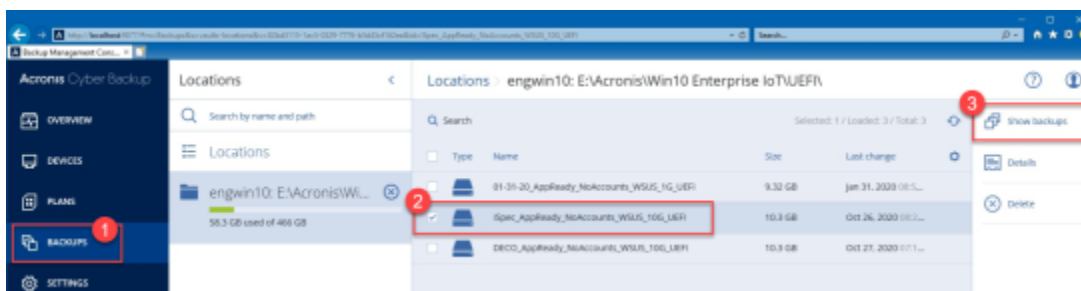 Backup Management Cons...
Acronis Cyber Backup
OVERVIEW
DEVICES
PLANS
1
BACKUPS
SETTINGS
Locations
Search by name and path
Locations
engwin10: E:\Acronis\Wi...
58.3 GB used of 466 GB
Locations > engwin10: E:\Acronis\Win10 Enterprise IoT\UEFI\
Search
Selected: 1 / Loaded: 3 / Total: 3
Type Name Size Last change
01-31-20_AppReady_NoAccounts_WSUS_1G_UEFI 9.32 GB Jan 31, 2020
2
iSpec_AppReady_NoAccounts_WSUS_10G_UEFI 10.3 GB Oct 26, 2020
DECO_AppReady_NoAccounts_WSUS_10G_UEFI 10.3 GB Oct 27, 2020
3
Show backups
Details
Delete
Search...